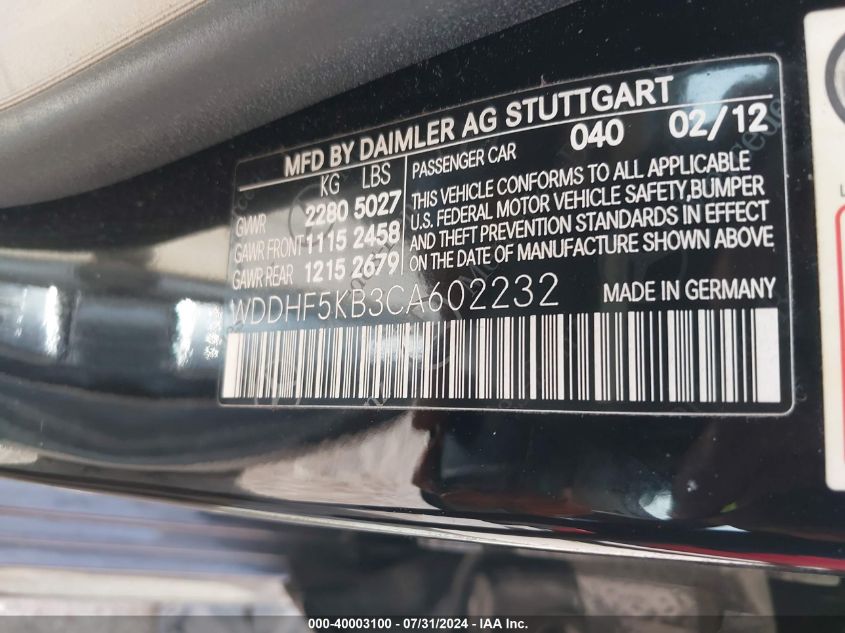 MFD BY DAIMLER AG STUTTGART
KG LBS
GVWR 2280 5027
GAWR FRONT 1115 2458
GAWR REAR 1215 2679
PASSENGER CAR 040 02/12
THIS VEHICLE CONFORMS TO ALL APPLICABLE
U.S. FEDERAL MOTOR VEHICLE SAFETY,BUMPER
AND THEFT PREVENTION STANDARDS IN EFFECT
ON THE DATE OF MANUFACTURE SHOWN ABOVE
WDDHF5KB3CA602232 MADE IN GERMANY
000-40003100 / 07/31/2024 - © IAA Inc.